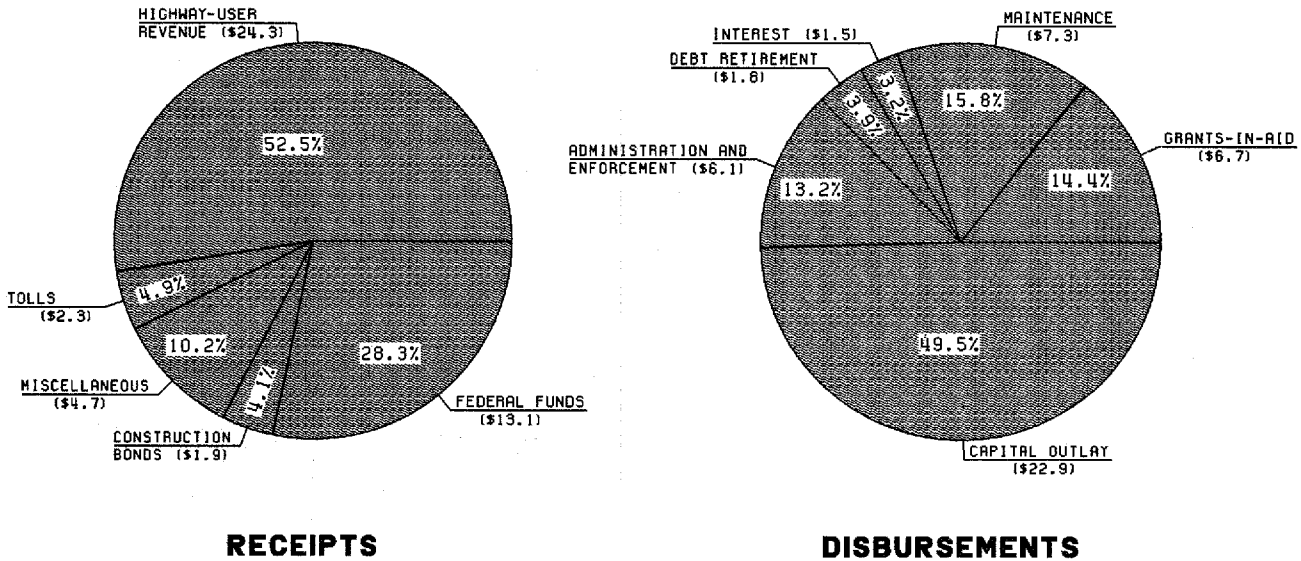 HIGHWAY-USER
REVENUE ($24.3)
52.5%
TOLLS
($2.3)
4.9%
MISCELLANEOUS
($4.7)
10.2%
CONSTRUCTION
BONDS ($1.9)
4.1%
FEDERAL FUNDS
($13.1)
28.3%
RECEIPTS
INTEREST ($1.5)
3.2%
DEBT RETIREMENT
($1.8)
3.9%
MAINTENANCE
($7.3)
15.8%
ADMINISTRATION AND
ENFORCEMENT ($6.1)
13.2%
GRANTS-IN-AID
($6.7)
14.4%
49.5%
CAPITAL OUTLAY
($22.9)
DISBURSEMENTS